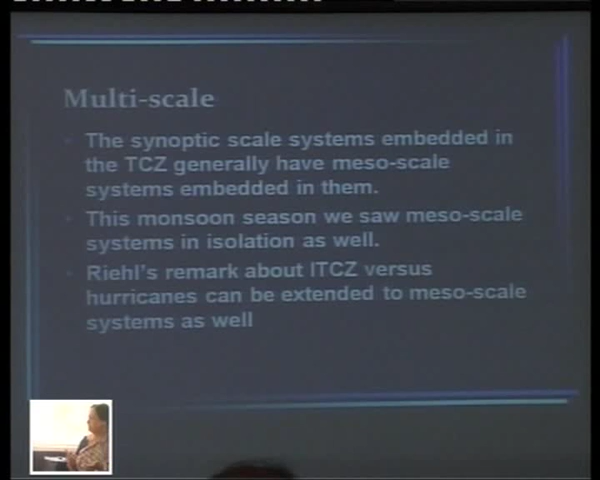 Multi-scale
The synoptic scale systems embedded in
the TCZ generally have meso-scale
systems embedded in them.
This monsoon season we saw meso-scale
systems in isolation as well.
Riehl's remark about ITCZ versus
hurricanes can be extended to meso-scale
systems as well